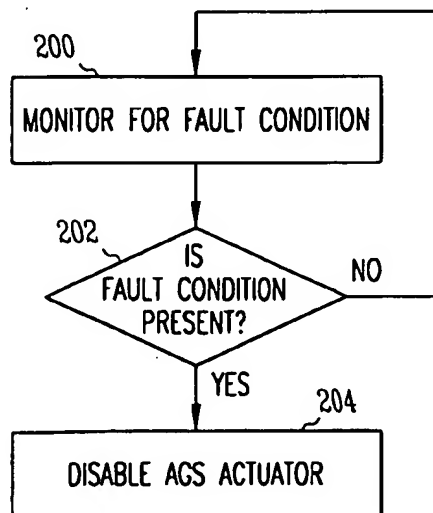 200
MONITOR FOR FAULT CONDITION
202
IS
FAULT CONDITION
PRESENT?
NO
YES
204
DISABLE AGS ACTUATOR